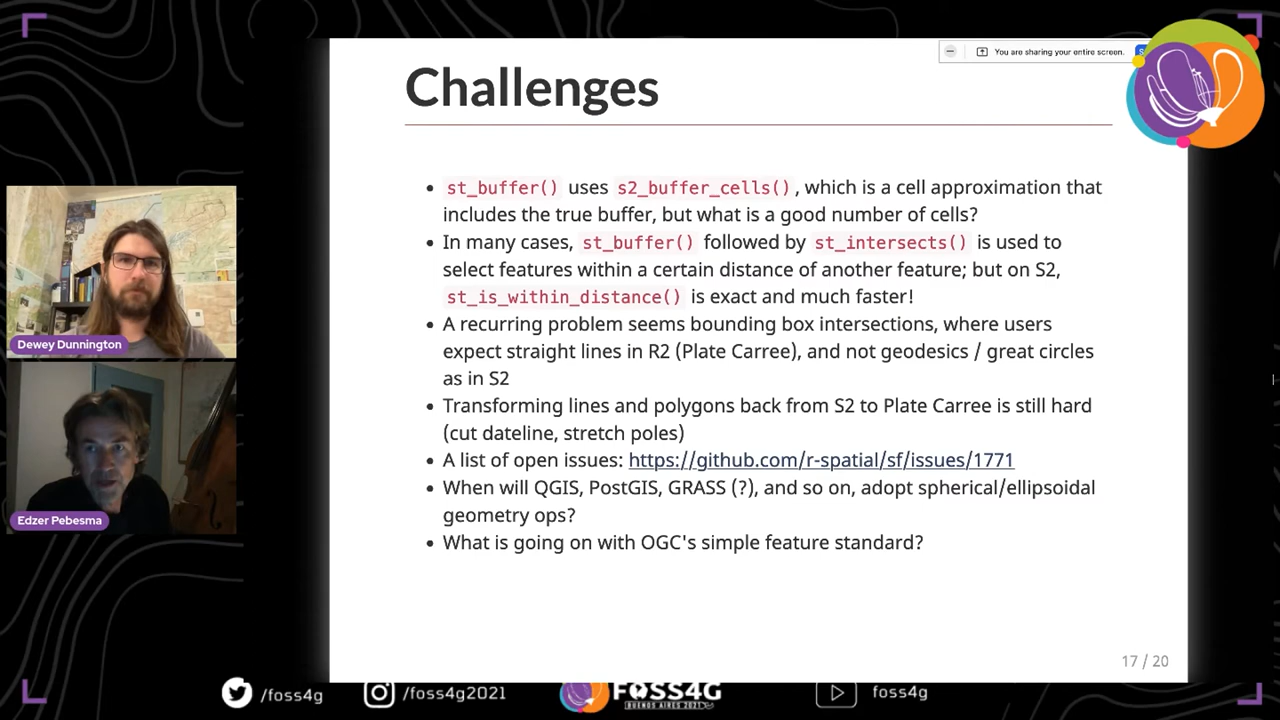 You are sharing your entire screen.
Challenges
st_buffer() uses s2_buffer_cells(), which is a cell approximation that
includes the true buffer, but what is a good number of cells?
In many cases, st_buffer() followed by st_intersects() is used to
select features within a certain distance of another feature; but on S2,
st_is_within_distance() is exact and much faster!
A recurring problem seems bounding box intersections, where users
expect straight lines in R2 (Plate Carree), and not geodesics / great circles
as in S2
Transforming lines and polygons back from S2 to Plate Carree is still hard
(cut dateline, stretch poles)
A list of open issues: https://github.com/r-spatial/sf/issues/1771
When will QGIS, PostGIS, GRASS (?), and so on, adopt spherical/ellipsoidal
geometry ops?
What is going on with OGC's simple feature standard?
17 / 20
Dewey Dunnington
Edzer Pebesma
/foss4g
/foss4g2021
FOSS4G
BUENOS AIRES 2021
foss4g